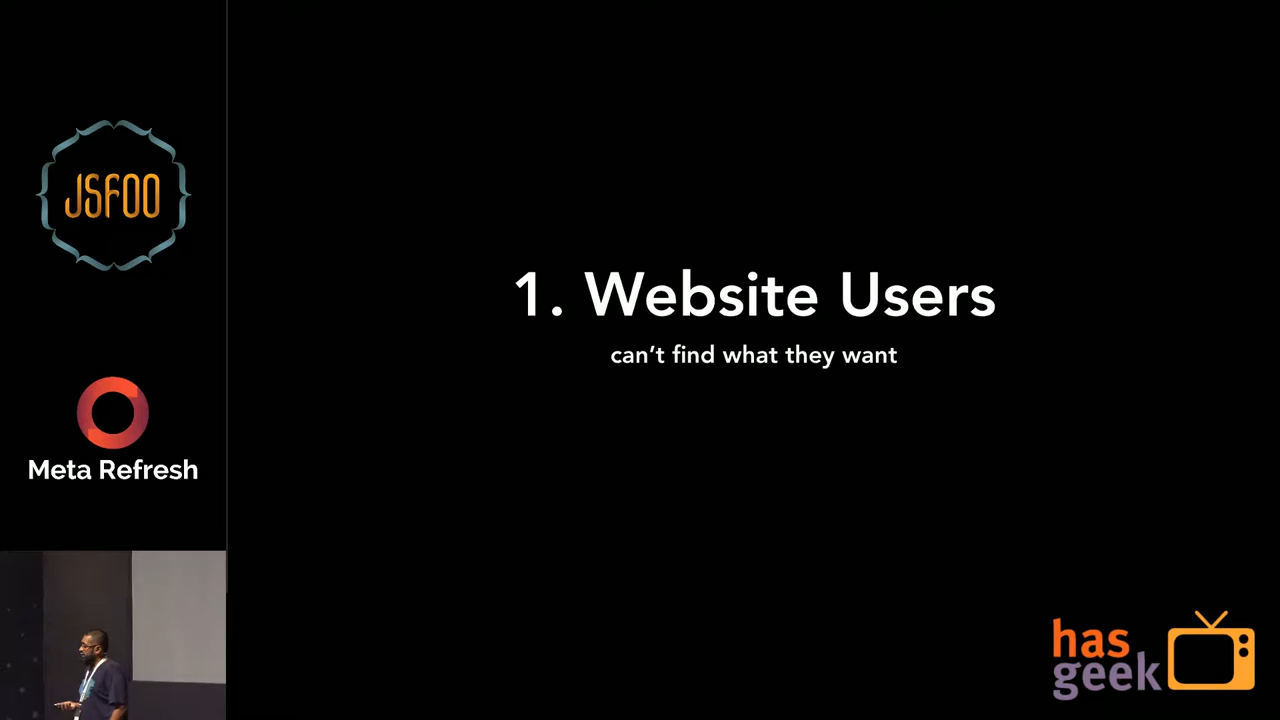 JSFOO
Meta Refresh
1. Website Users
can’t find what they want
has
geek